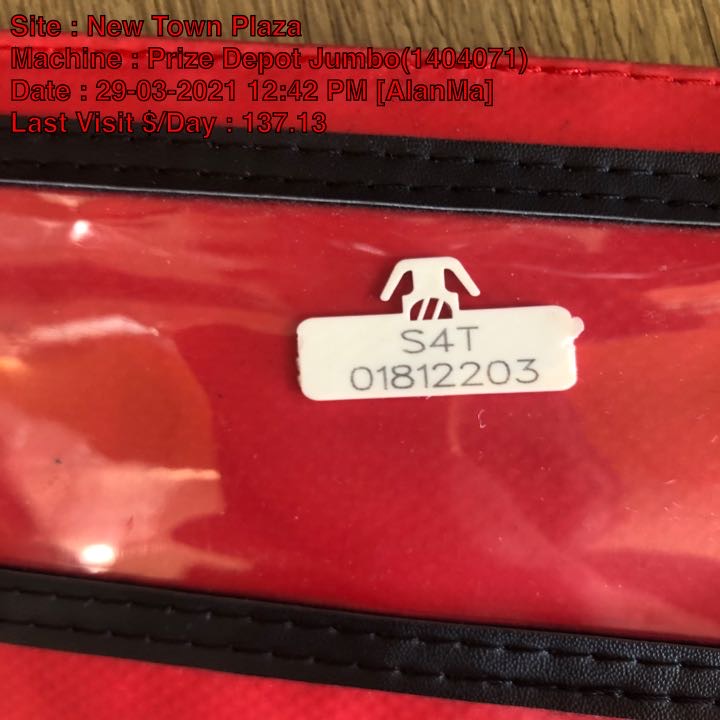 Site : New Town Plaza
Machine : Prize Depot Jumbo(1404071)
Date : 29-03-2021 12:42 PM [AlanMa]
Last Visit $/Day : 137.13
S4T
01812203